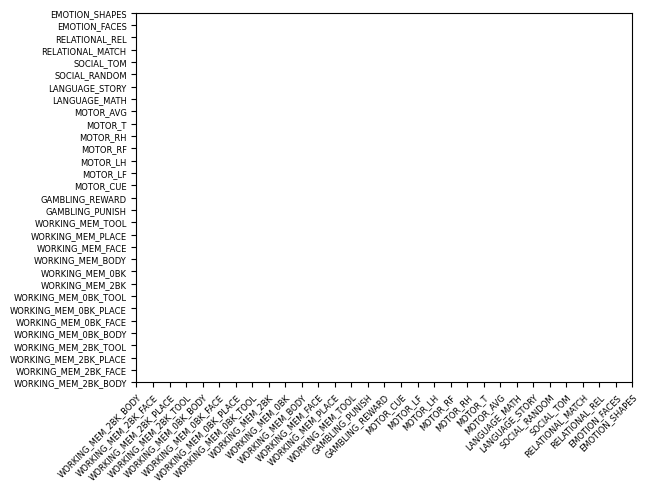 EMOTION_SHAPES
EMOTION_FACES
RELATIONAL_REL
RELATIONAL_MATCH
SOCIAL_TOM
SOCIAL_RANDOM
LANGUAGE_STORY
LANGUAGE_MATH
MOTOR_AVG
MOTOR_T
MOTOR_RH
MOTOR_RF
MOTOR_LH
MOTOR_LF
MOTOR_CUE
GAMBLING_REWARD
GAMBLING_PUNISH
WORKING_MEM_TOOL
WORKING_MEM_PLACE
WORKING_MEM_FACE
WORKING_MEM_BODY
WORKING_MEM_0BK
WORKING_MEM_2BK
WORKING_MEM_0BK_TOOL
WORKING_MEM_0BK_PLACE
WORKING_MEM_0BK_FACE
WORKING_MEM_0BK_BODY
WORKING_MEM_2BK_TOOL
WORKING_MEM_2BK_PLACE
WORKING_MEM_2BK_FACE
WORKING_MEM_2BK_BODY
WORKING_MEM_2BK_BODY
WORKING_MEM_2BK_FACE
WORKING_MEM_2BK_PLACE
WORKING_MEM_2BK_TOOL
WORKING_MEM_0BK_BODY
WORKING_MEM_0BK_FACE
WORKING_MEM_0BK_PLACE
WORKING_MEM_0BK_TOOL
WORKING_MEM_2BK
WORKING_MEM_0BK
WORKING_MEM_BODY
WORKING_MEM_FACE
WORKING_MEM_PLACE
WORKING_MEM_TOOL
GAMBLING_PUNISH
GAMBLING_REWARD
MOTOR_CUE
MOTOR_LF
MOTOR_LH
MOTOR_RF
MOTOR_RH
MOTOR_T
MOTOR_AVG
LANGUAGE_MATH
LANGUAGE_STORY
SOCIAL_RANDOM
SOCIAL_TOM
RELATIONAL_MATCH
RELATIONAL_REL
EMOTION_FACES
EMOTION_SHAPES